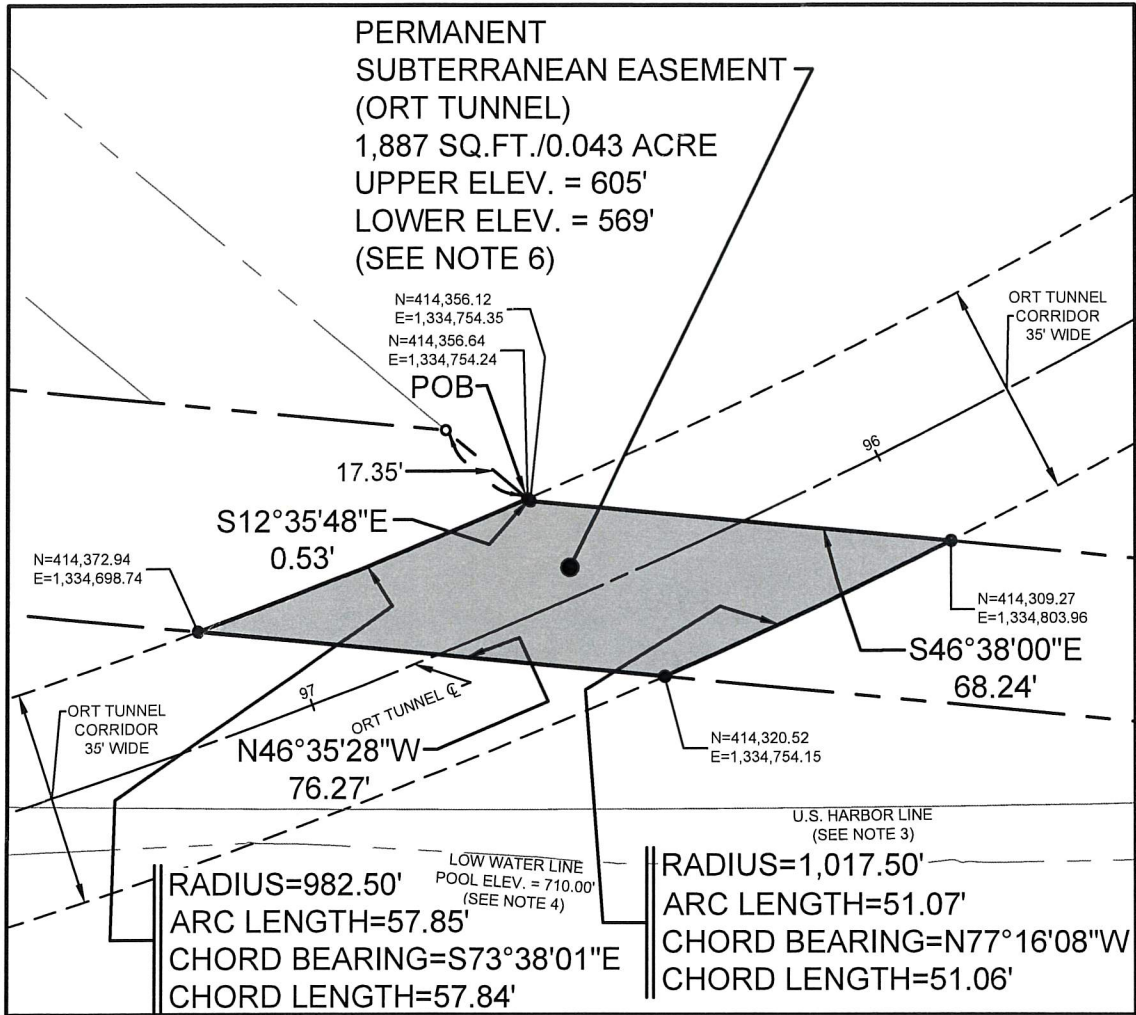 PERMANENT
SUBTERRANEAN EASEMENT
(ORT TUNNEL)
1,887 SQ.FT./0.043 ACRE
UPPER ELEV. = 605'
LOWER ELEV. = 569'
(SEE NOTE 6)
N=414,356.12
E=1,334,754.35
N=414,356.64
E=1,334,754.24
POB
ORT TUNNEL
CORRIDOR
35' WIDE
96
17.35'
S12°35'48"E
0.53'
N=414,372.94
E=1,334,698.74
N=414,309.27
E=1,334,803.96
S46°38'00"E
68.24'
97
ORT TUNNEL ℄
ORT TUNNEL
CORRIDOR
35' WIDE
N46°35'28"W
76.27'
N=414,320.52
E=1,334,754.15
U.S. HARBOR LINE
(SEE NOTE 3)
LOW WATER LINE
POOL ELEV. = 710.00'
(SEE NOTE 4)
RADIUS=982.50'
ARC LENGTH=57.85'
CHORD BEARING=S73°38'01"E
CHORD LENGTH=57.84'
RADIUS=1,017.50'
ARC LENGTH=51.07'
CHORD BEARING=N77°16'08"W
CHORD LENGTH=51.06'